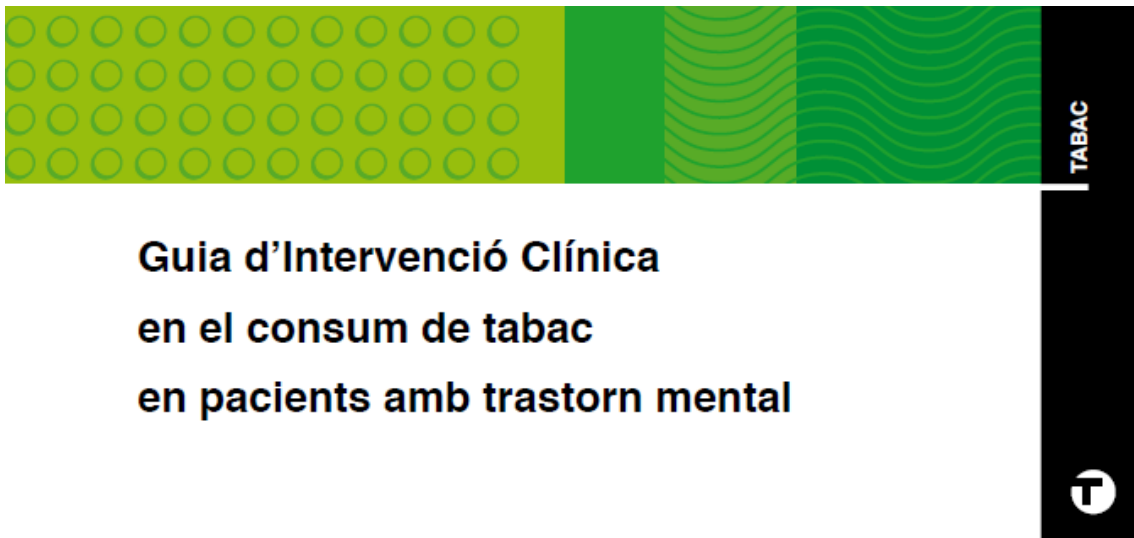 TABAC
Guia d’Intervenció Clínica
en el consum de tabac
en pacients amb trastorn mental
T